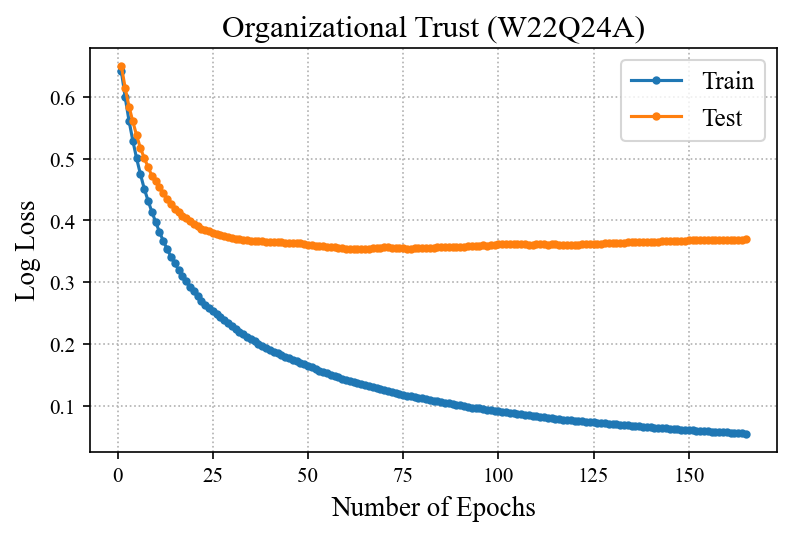 Organizational Trust (W22Q24A)
Train
Test
Log Loss
0.6
0.5
0.4
0.3
0.2
0.1
0 25 50 75 100 125 150
Number of Epochs